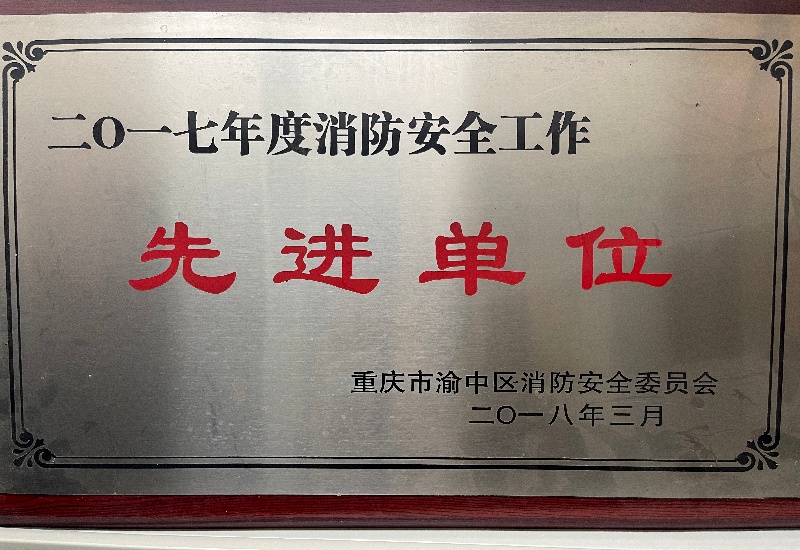 二〇一七年度消防安全工作
先进单位
重庆市渝中区消防安全委员会
二〇一八年三月